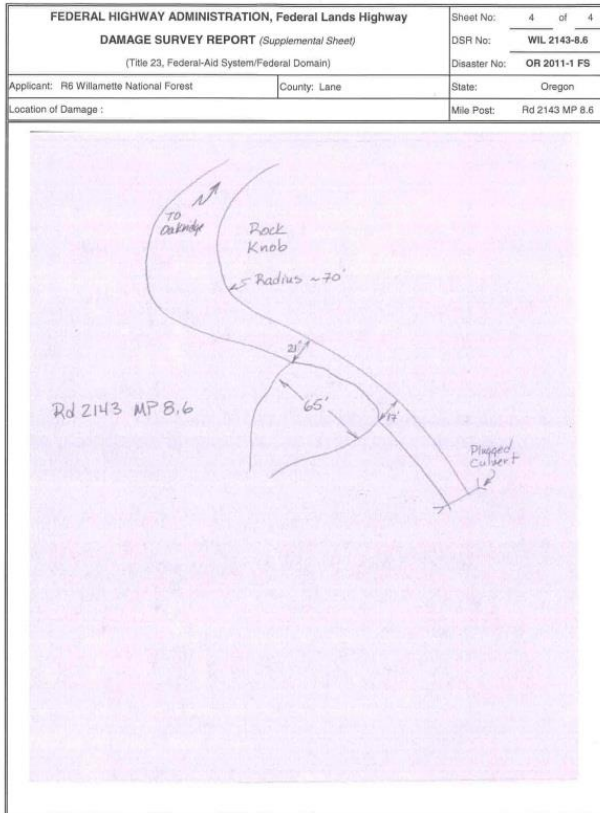 FEDERAL HIGHWAY ADMINISTRATION, Federal Lands Highway
DAMAGE SURVEY REPORT (Supplemental Sheet)
(Title 23, Federal-Aid System/Federal Domain)
Sheet No: 4 of 4
DSR No: WIL 2143-8.6
Disaster No: OR 2011-1 FS
Applicant: R6 Willamette National Forest
County: Lane
State: Oregon
Location of Damage :
Mile Post: Rd 2143 MP 8.6
TO
Oakridge
Rock
Knob
Radius ~70'
21'
65'
17'
Rd 2143 MP 8.6
Plugged
Culvert